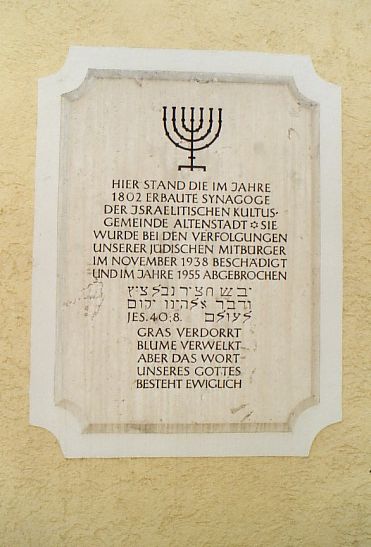 HIER STAND DIE IM JAHRE
1802 ERBAUTE SYNAGOGE
DER JSRAELITISCHEN KULTUS-
GEMEINDE ALTENSTADT ✡ SIE
WURDE BEI DEN VERFOLGUNGEN
UNSERER JÜDISCHEN MITBÜRGER
IM NOVEMBER 1938 BESCHÄDIGT
UND IM JAHRE 1955 ABGEBROCHEN
יבש חציר נבל ציץ
ודבר אלהינו יקום
JES. 40:8. לעולם
GRAS VERDORRT
BLUME VERWELKT
ABER DAS WORT
UNSERES GOTTES
BESTEHT EWIGLICH